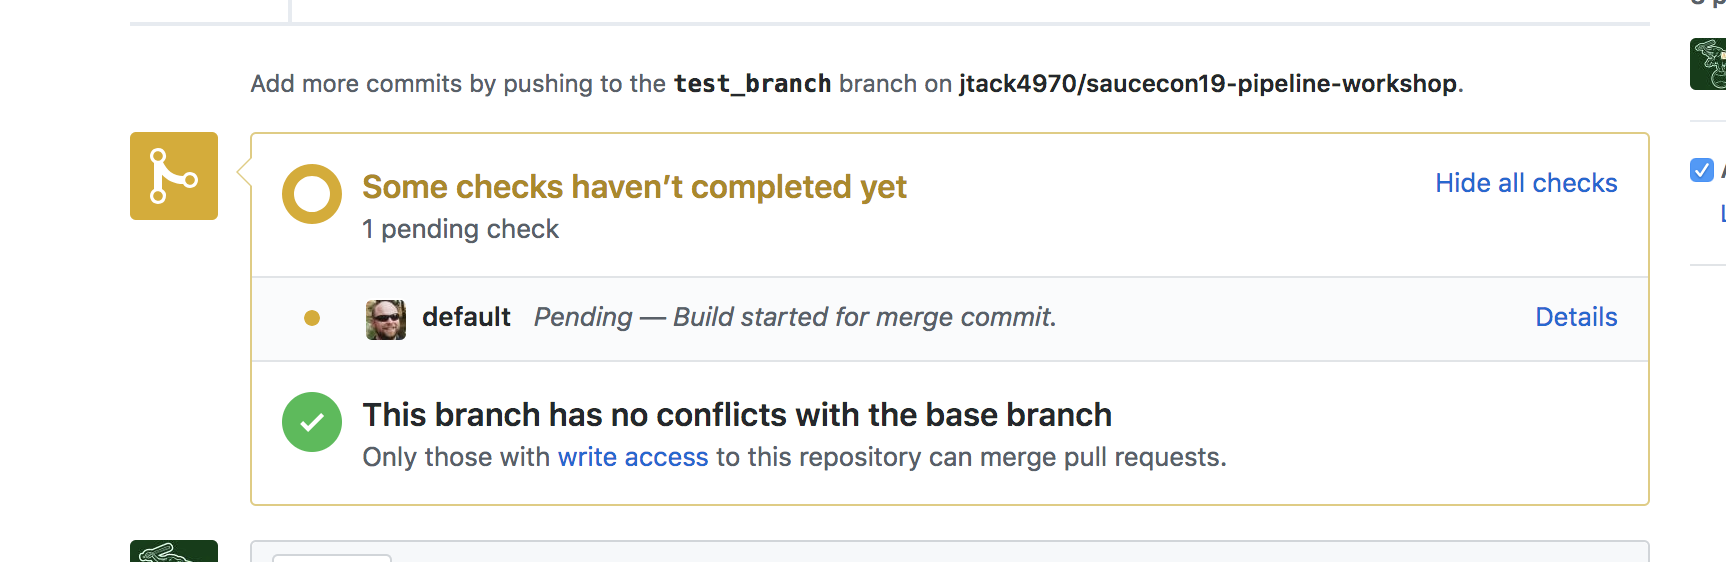 Add more commits by pushing to the test_branch branch on jtack4970/saucecon19-pipeline-workshop.
Some checks haven’t completed yet
Hide all checks
1 pending check
default Pending — Build started for merge commit.
Details
This branch has no conflicts with the base branch
Only those with write access to this repository can merge pull requests.